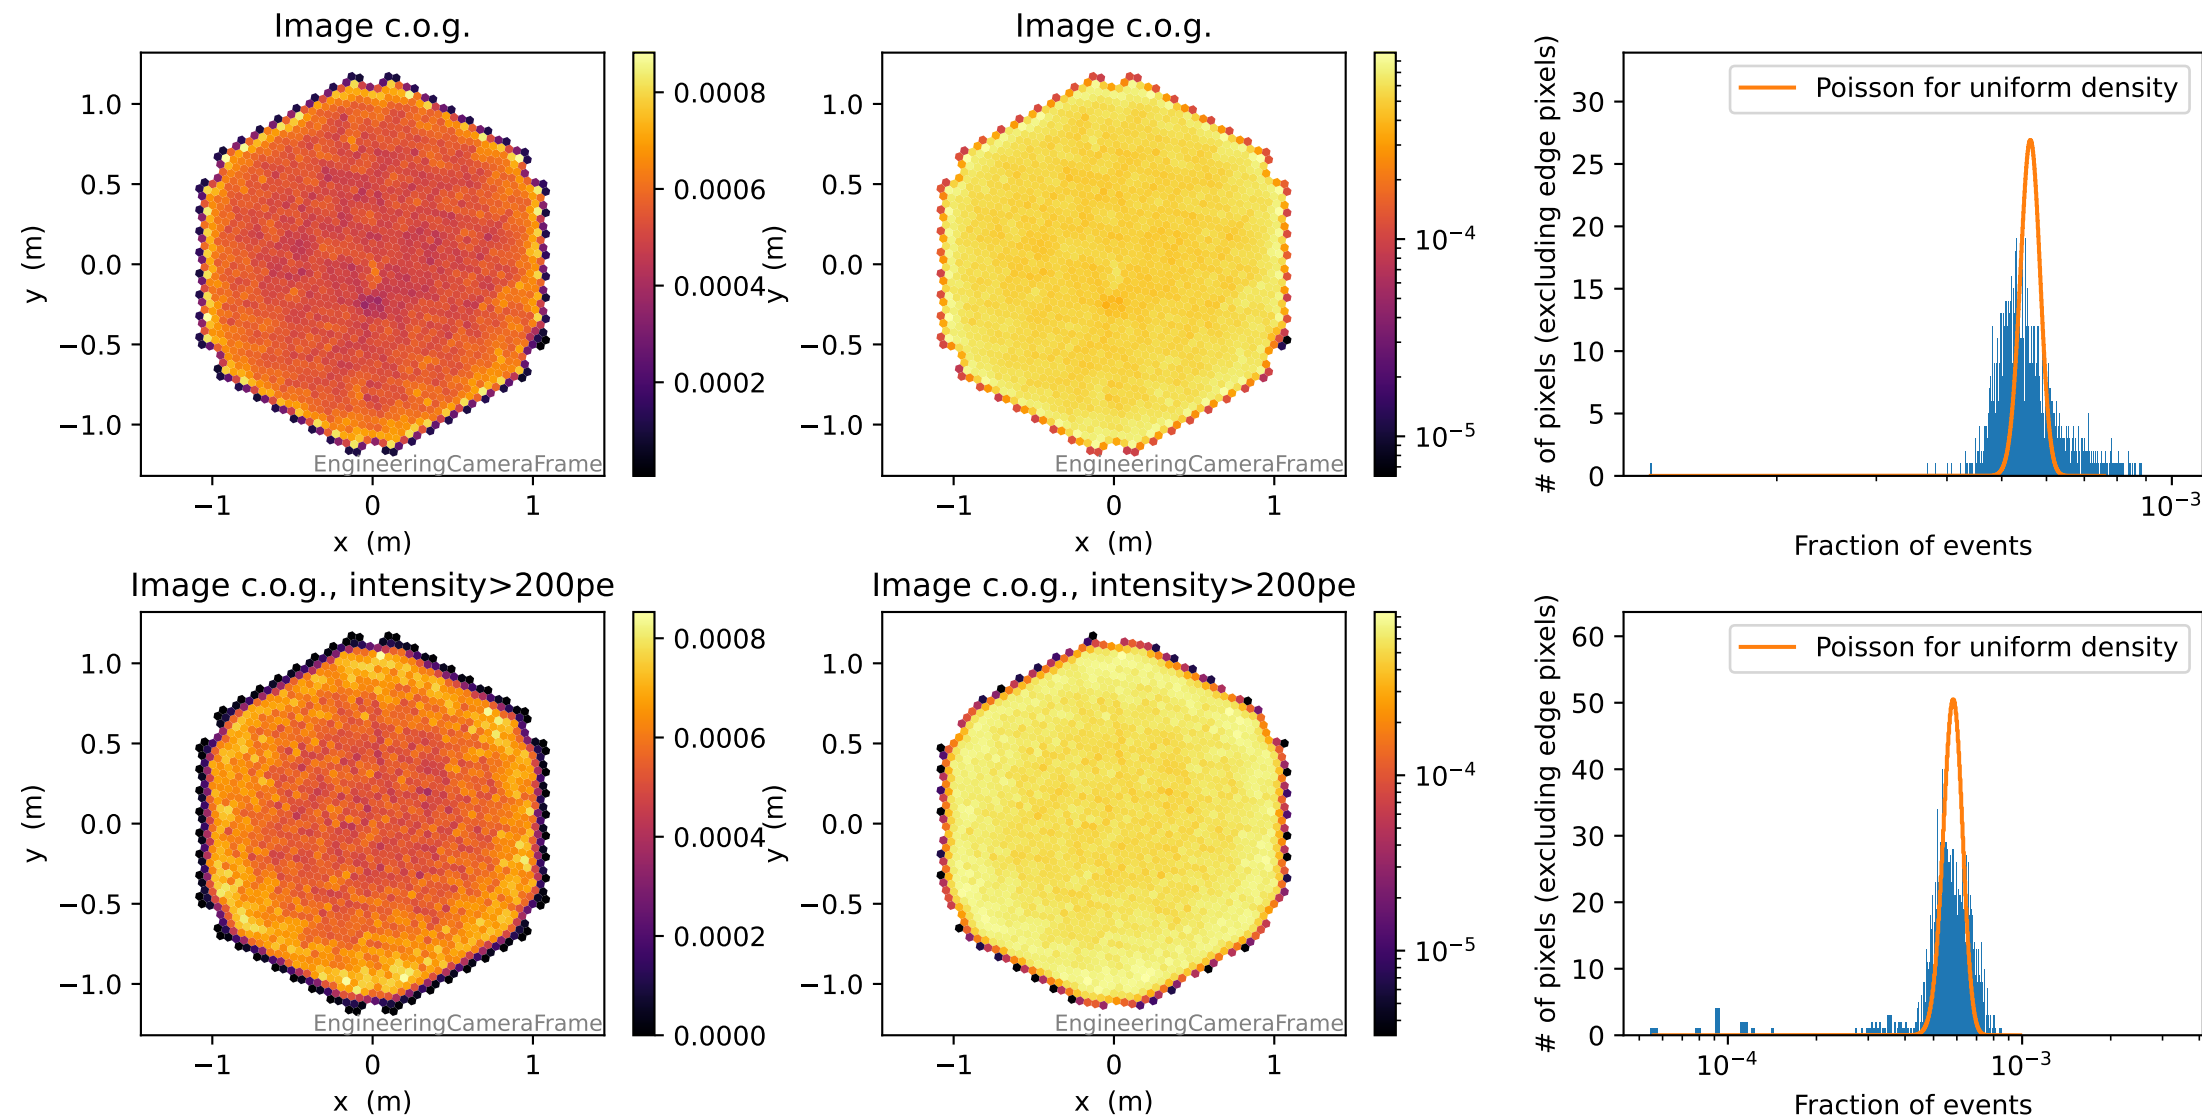 Image c.o.g.
y (m)
1.0
0.5
0.0
−0.5
−1.0
−1
0
1
x (m)
EngineeringCameraFrame
0.0008
0.0006
0.0004
0.0002
Image c.o.g.
y (m)
1.0
0.5
0.0
−0.5
−1.0
−1
0
1
x (m)
EngineeringCameraFrame
10⁻⁴
10⁻⁵
# of pixels (excluding edge pixels)
30
25
20
15
10
5
0
Poisson for uniform density
10⁻³
Fraction of events
Image c.o.g., intensity>200pe
y (m)
1.0
0.5
0.0
−0.5
−1.0
−1
0
1
x (m)
EngineeringCameraFrame
0.0008
0.0006
0.0004
0.0002
0.0000
Image c.o.g., intensity>200pe
y (m)
1.0
0.5
0.0
−0.5
−1.0
−1
0
1
x (m)
EngineeringCameraFrame
10⁻⁴
10⁻⁵
# of pixels (excluding edge pixels)
60
50
40
30
20
10
0
Poisson for uniform density
10⁻⁴
10⁻³
Fraction of events